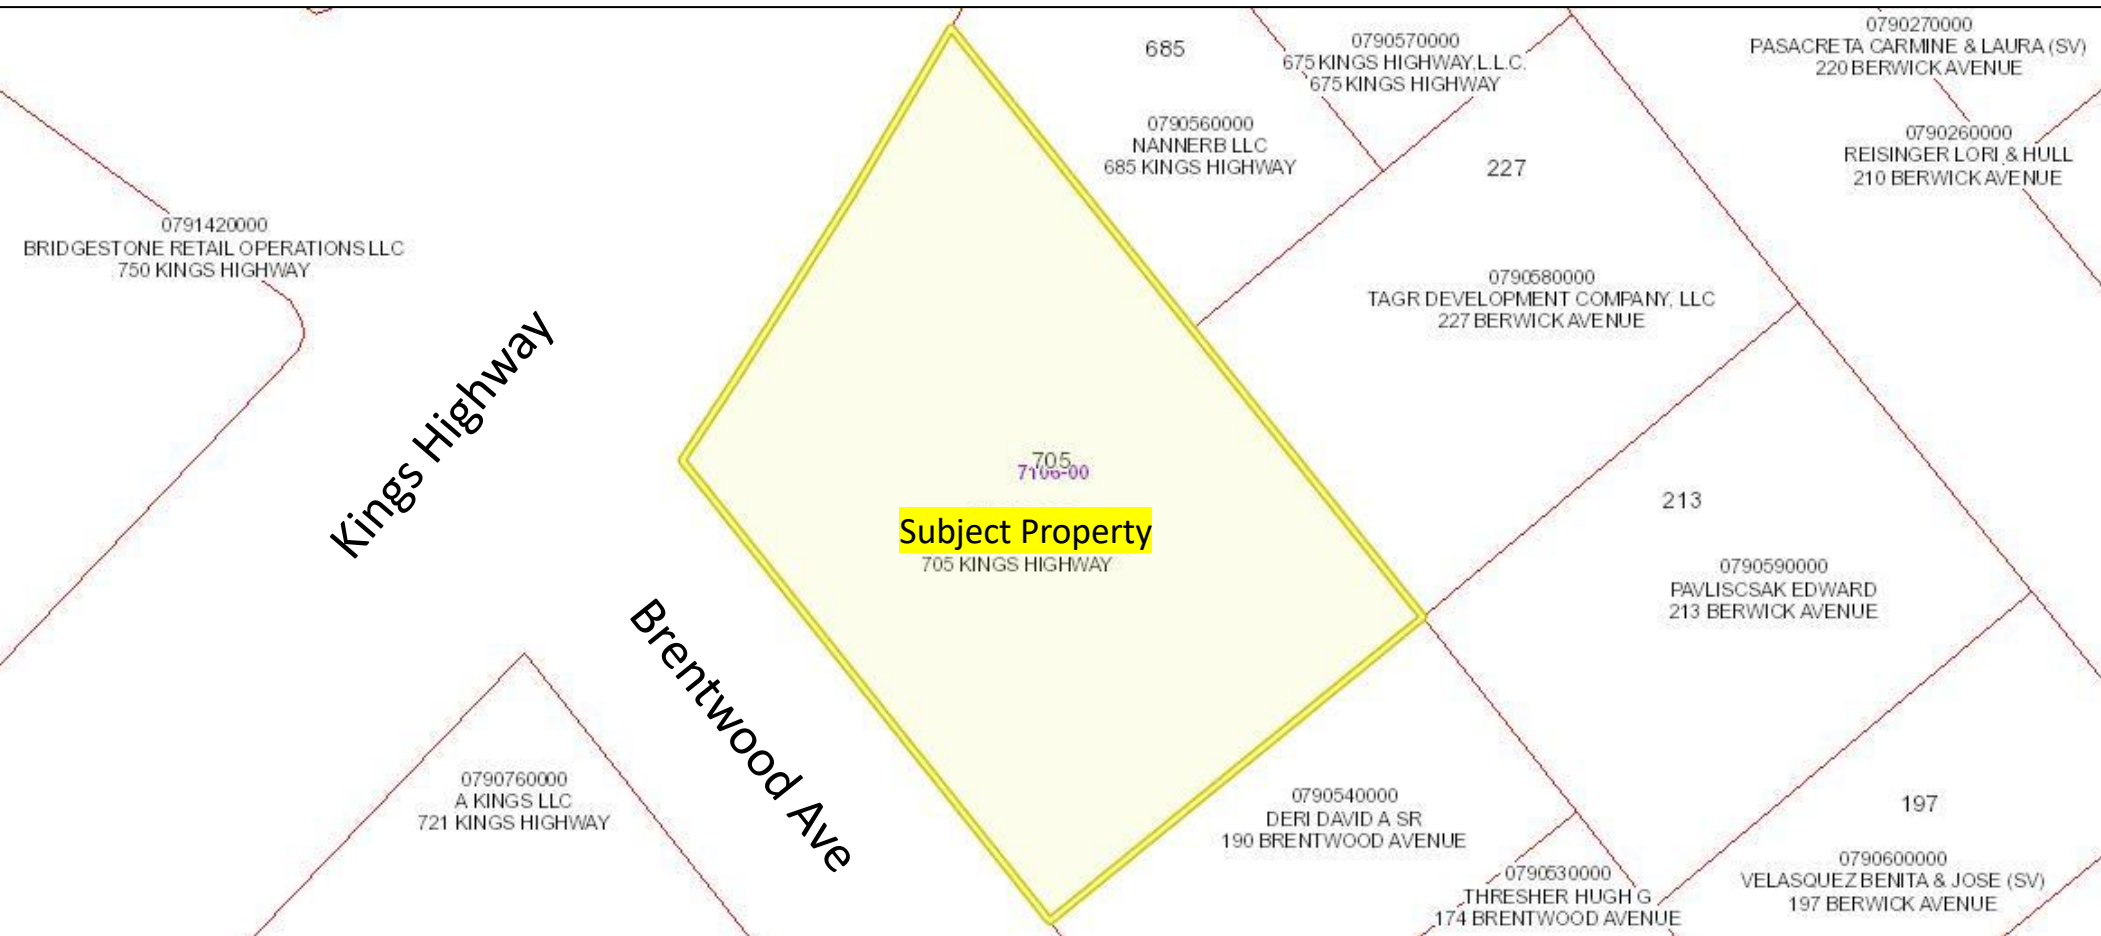 685
0790570000
675 KINGS HIGHWAY,L.L.C.
675 KINGS HIGHWAY
0790270000
PASACRETA CARMINE & LAURA (SV)
220 BERWICK AVENUE
0790560000
NANNERB LLC
685 KINGS HIGHWAY
227
0790260000
REISINGER LORI & HULL
210 BERWICK AVENUE
0791420000
BRIDGESTONE RETAIL OPERATIONS LLC
750 KINGS HIGHWAY
0790580000
TAGR DEVELOPMENT COMPANY, LLC
227 BERWICK AVENUE
Kings Highway
705
7106-00
Subject Property
705 KINGS HIGHWAY
213
0790590000
PAVLISCSAK EDWARD
213 BERWICK AVENUE
Brentwood Ave
0790760000
A KINGS LLC
721 KINGS HIGHWAY
0790540000
DERI DAVID A SR
190 BRENTWOOD AVENUE
197
0790530000
THRESHER HUGH G
174 BRENTWOOD AVENUE
0790600000
VELASQUEZ BENITA & JOSE (SV)
197 BERWICK AVENUE